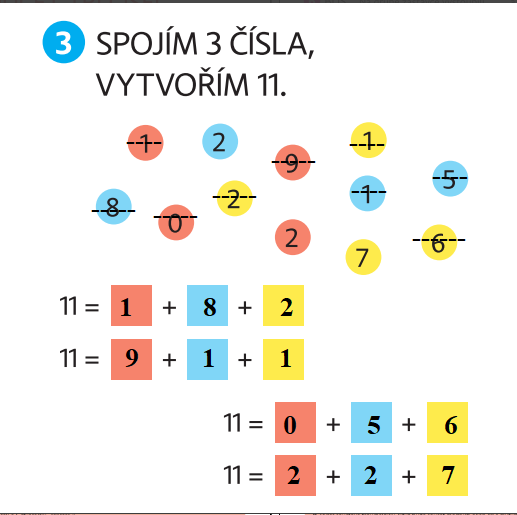 3 SPOJÍM 3 ČÍSLA,
VYTVOŘÍM 11.
1 2 9 1
8 0 2 1 5
2 7 6
11 = 1 + 8 + 2
11 = 9 + 1 + 1
11 = 0 + 5 + 6
11 = 2 + 2 + 7